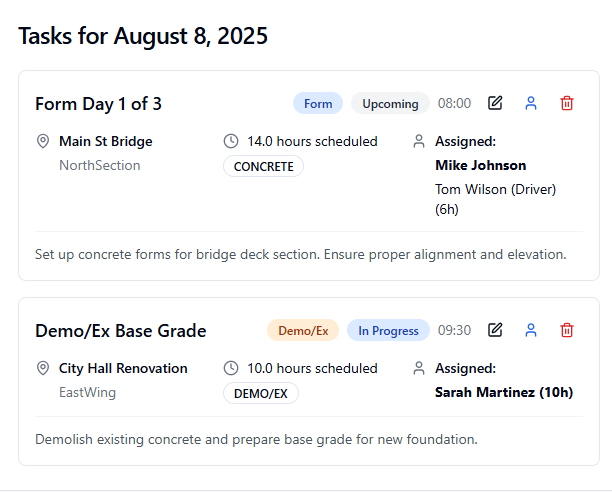 Tasks for August 8, 2025
Form Day 1 of 3
Form
Upcoming
08:00
Main St Bridge
NorthSection
14.0 hours scheduled
CONCRETE
Assigned:
Mike Johnson
Tom Wilson (Driver)
(6h)
Set up concrete forms for bridge deck section. Ensure proper alignment and elevation.
Demo/Ex Base Grade
Demo/Ex
In Progress
09:30
City Hall Renovation
EastWing
10.0 hours scheduled
DEMO/EX
Assigned:
Sarah Martinez (10h)
Demolish existing concrete and prepare base grade for new foundation.